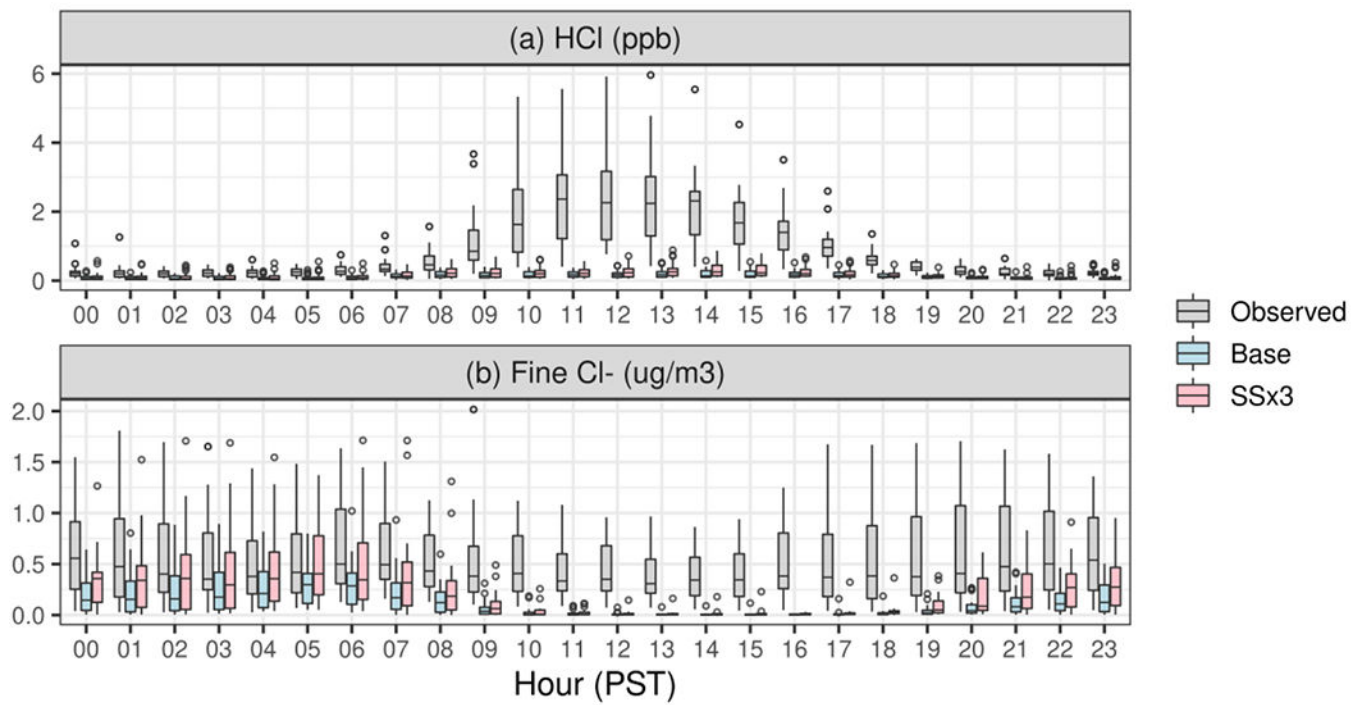 (a) HCl (ppb)
6
4
2
0
00 01 02 03 04 05 06 07 08 09 10 11 12 13 14 15 16 17 18 19 20 21 22 23
Observed
Base
SSx3
(b) Fine Cl- (ug/m3)
2.0
1.5
1.0
0.5
0.0
00 01 02 03 04 05 06 07 08 09 10 11 12 13 14 15 16 17 18 19 20 21 22 23
Hour (PST)